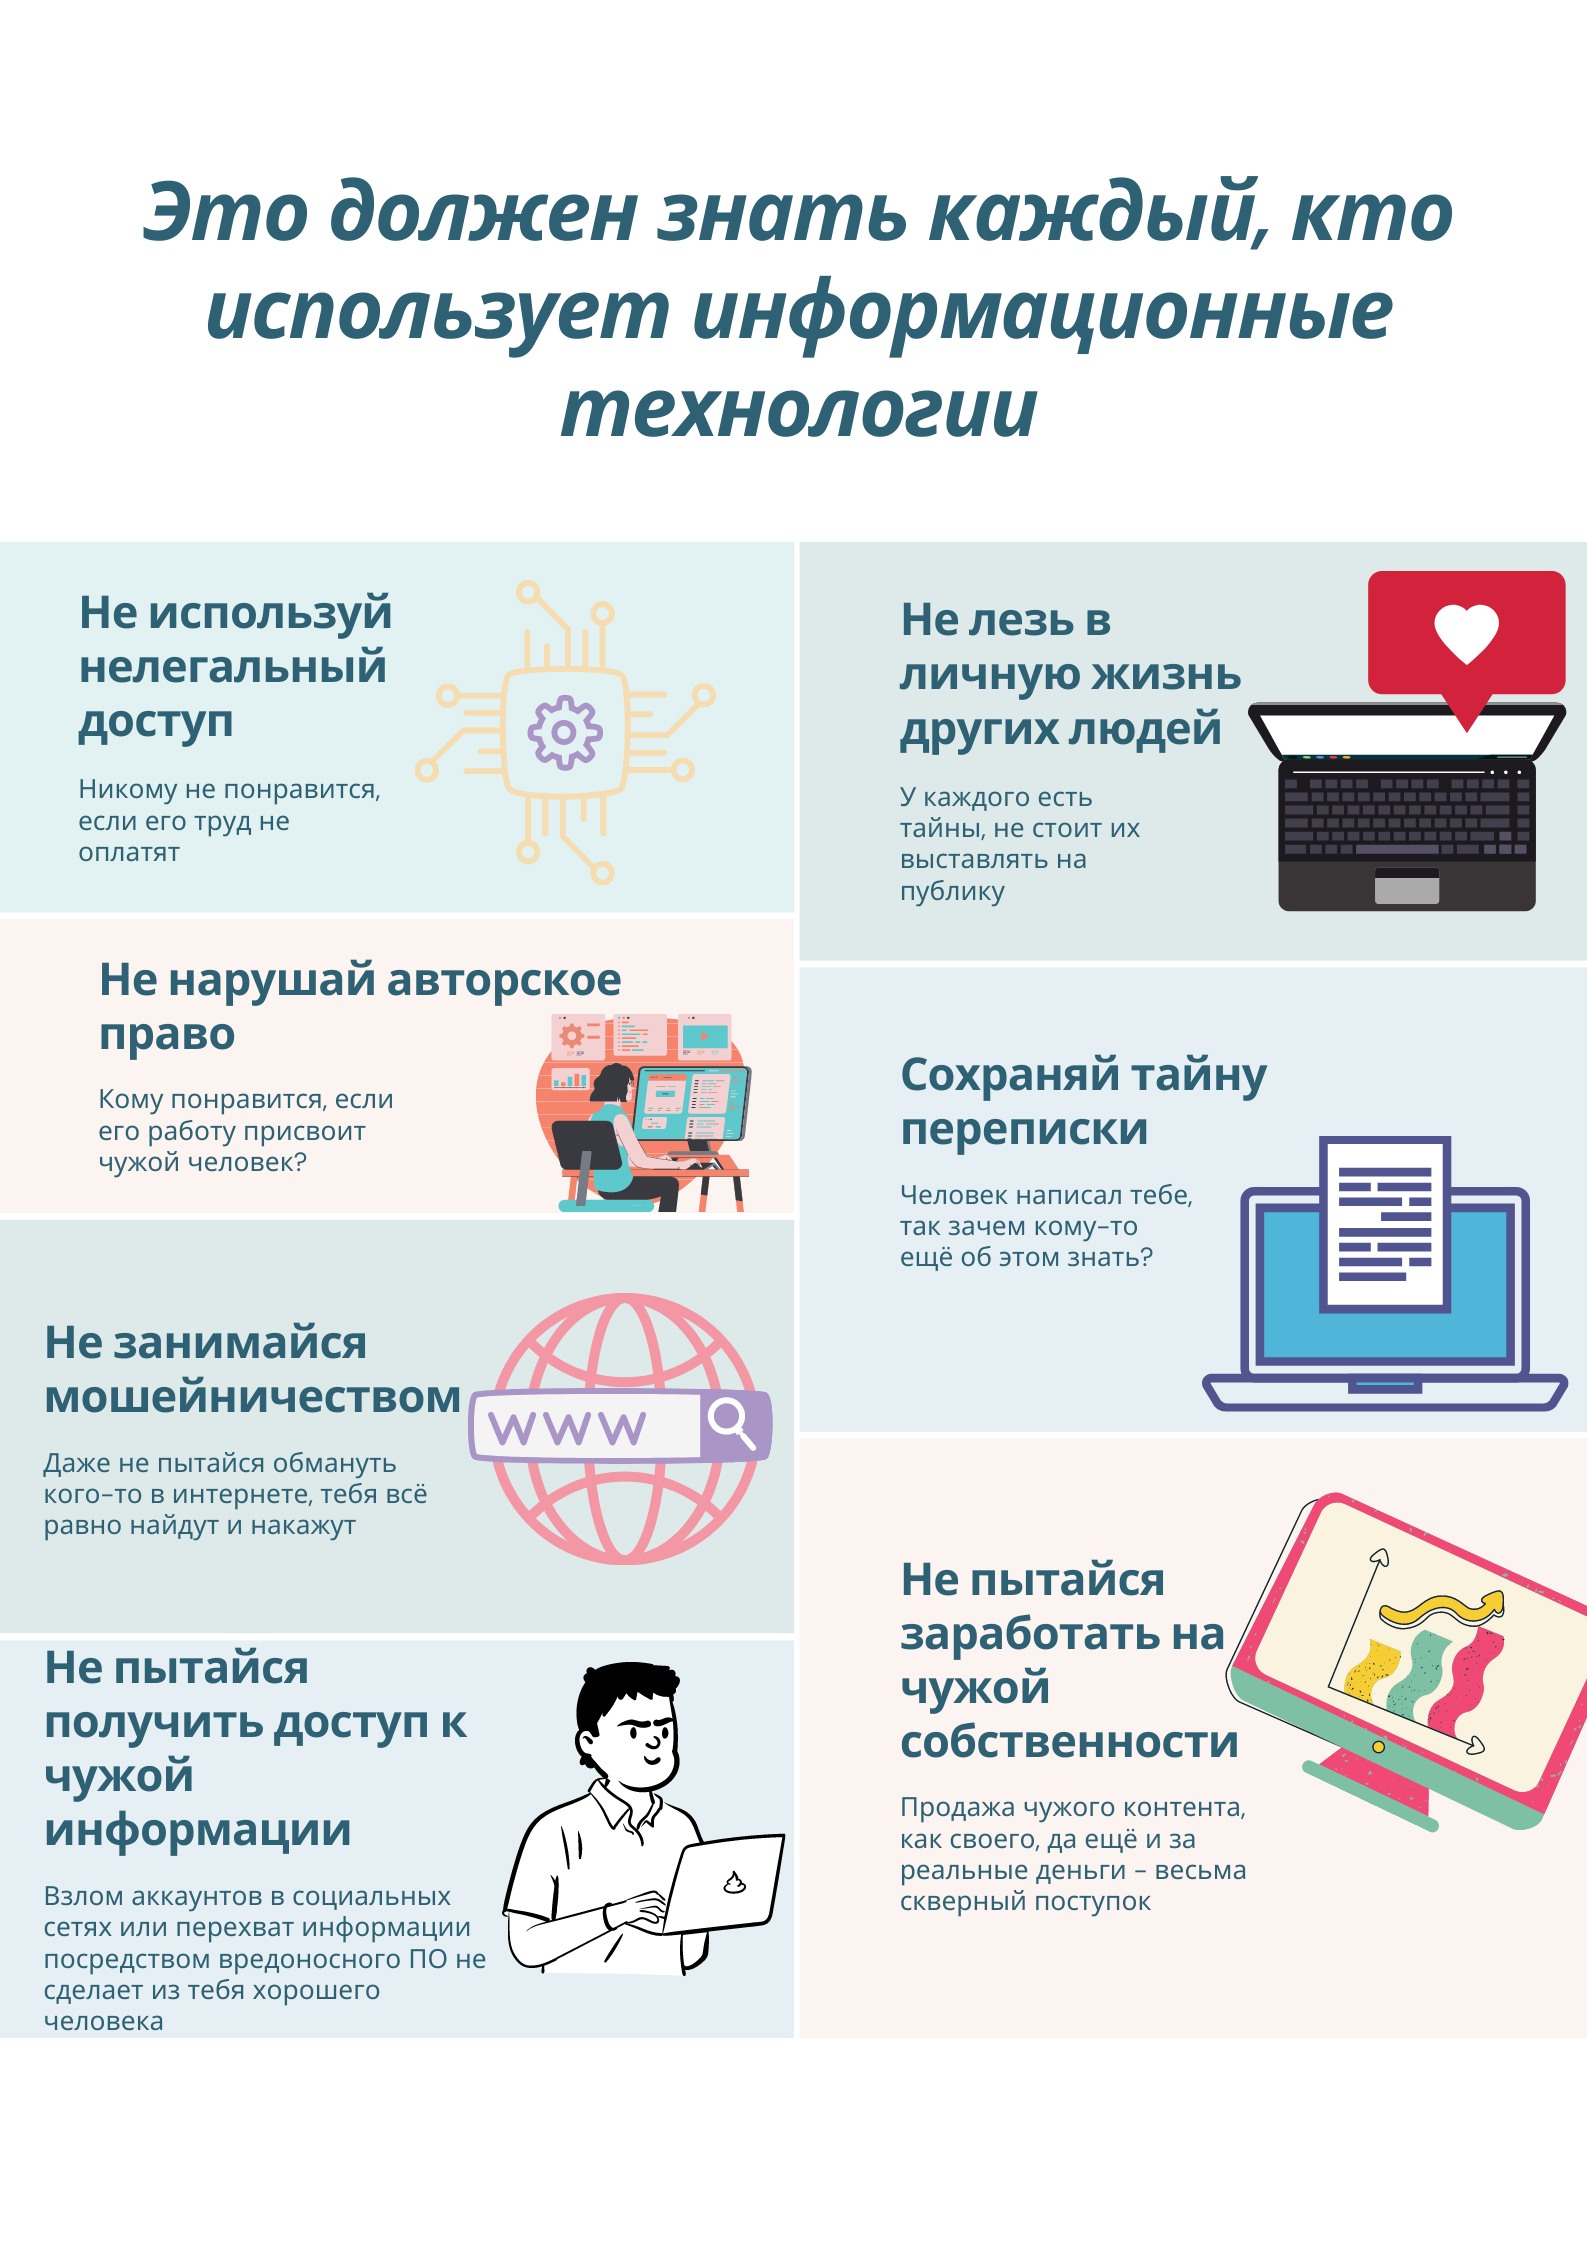 Это должен знать каждый, кто
использует информационные
технологии
Не используй
нелегальный
доступ
Никому не понравится,
если его труд не
оплатят
Не нарушай авторское
право
Кому понравится, если
его работу присвоит
чужой человек?
Не занимайся
мошейничеством
Даже не пытайся обмануть
кого-то в интернете, тебя всё
равно найдут и накажут
WWW
Не пытайся
получить доступ к
чужой
информации
Взлом аккаунтов в социальных
сетях или перехват информации
посредством вредоносного ПО не
сделает из тебя хорошего
человека
Не лезь в
личную жизнь
других людей
У каждого есть
тайны, не стоит их
выставлять на
публику
Сохраняй тайну
переписки
Человек написал тебе,
так зачем кому-то
ещё об этом знать?
Не пытайся
заработать на
чужой
собственности
Продажа чужого контента,
как своего, да ещё и за
реальные деньги – весьма
скверный поступок